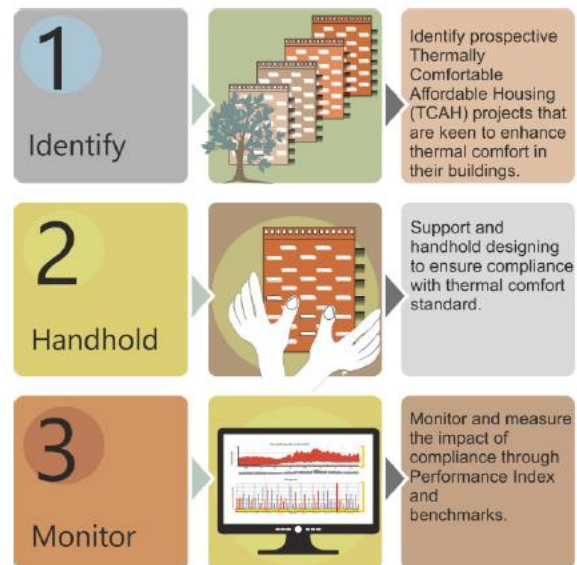 1
Identify
Identify prospective
Thermally
Comfortable
Affordable Housing
(TCAH) projects that
are keen to enhance
thermal comfort in
their buildings.
2
Handhold
Support and
handhold designing
to ensure compliance
with thermal comfort
standard.
3
Monitor
Monitor and measure
the impact of
compliance through
Performance Index
and
benchmarks.